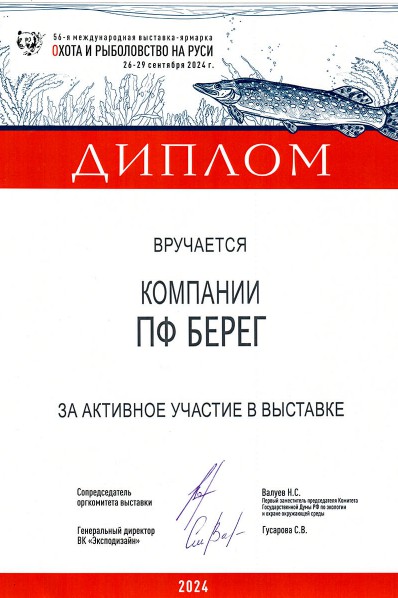 56-я международная выставка-ярмарка
ОХОТА И РЫБОЛОВСТВО НА РУСИ
26-29 сентября 2024 г.
ДИПЛОМ
ВРУЧАЕТСЯ
КОМПАНИИ
ПФ БЕРЕГ
ЗА АКТИВНОЕ УЧАСТИЕ В ВЫСТАВКЕ
Сопредседатель
оргкомитета выставки
Валуев Н.С.
Первый заместитель председателя Комитета
Государственной Думы РФ по экологии
и охране окружающей среды
Генеральный директор
ВК «Эксподизайн»
Гусарова С.В.
2024